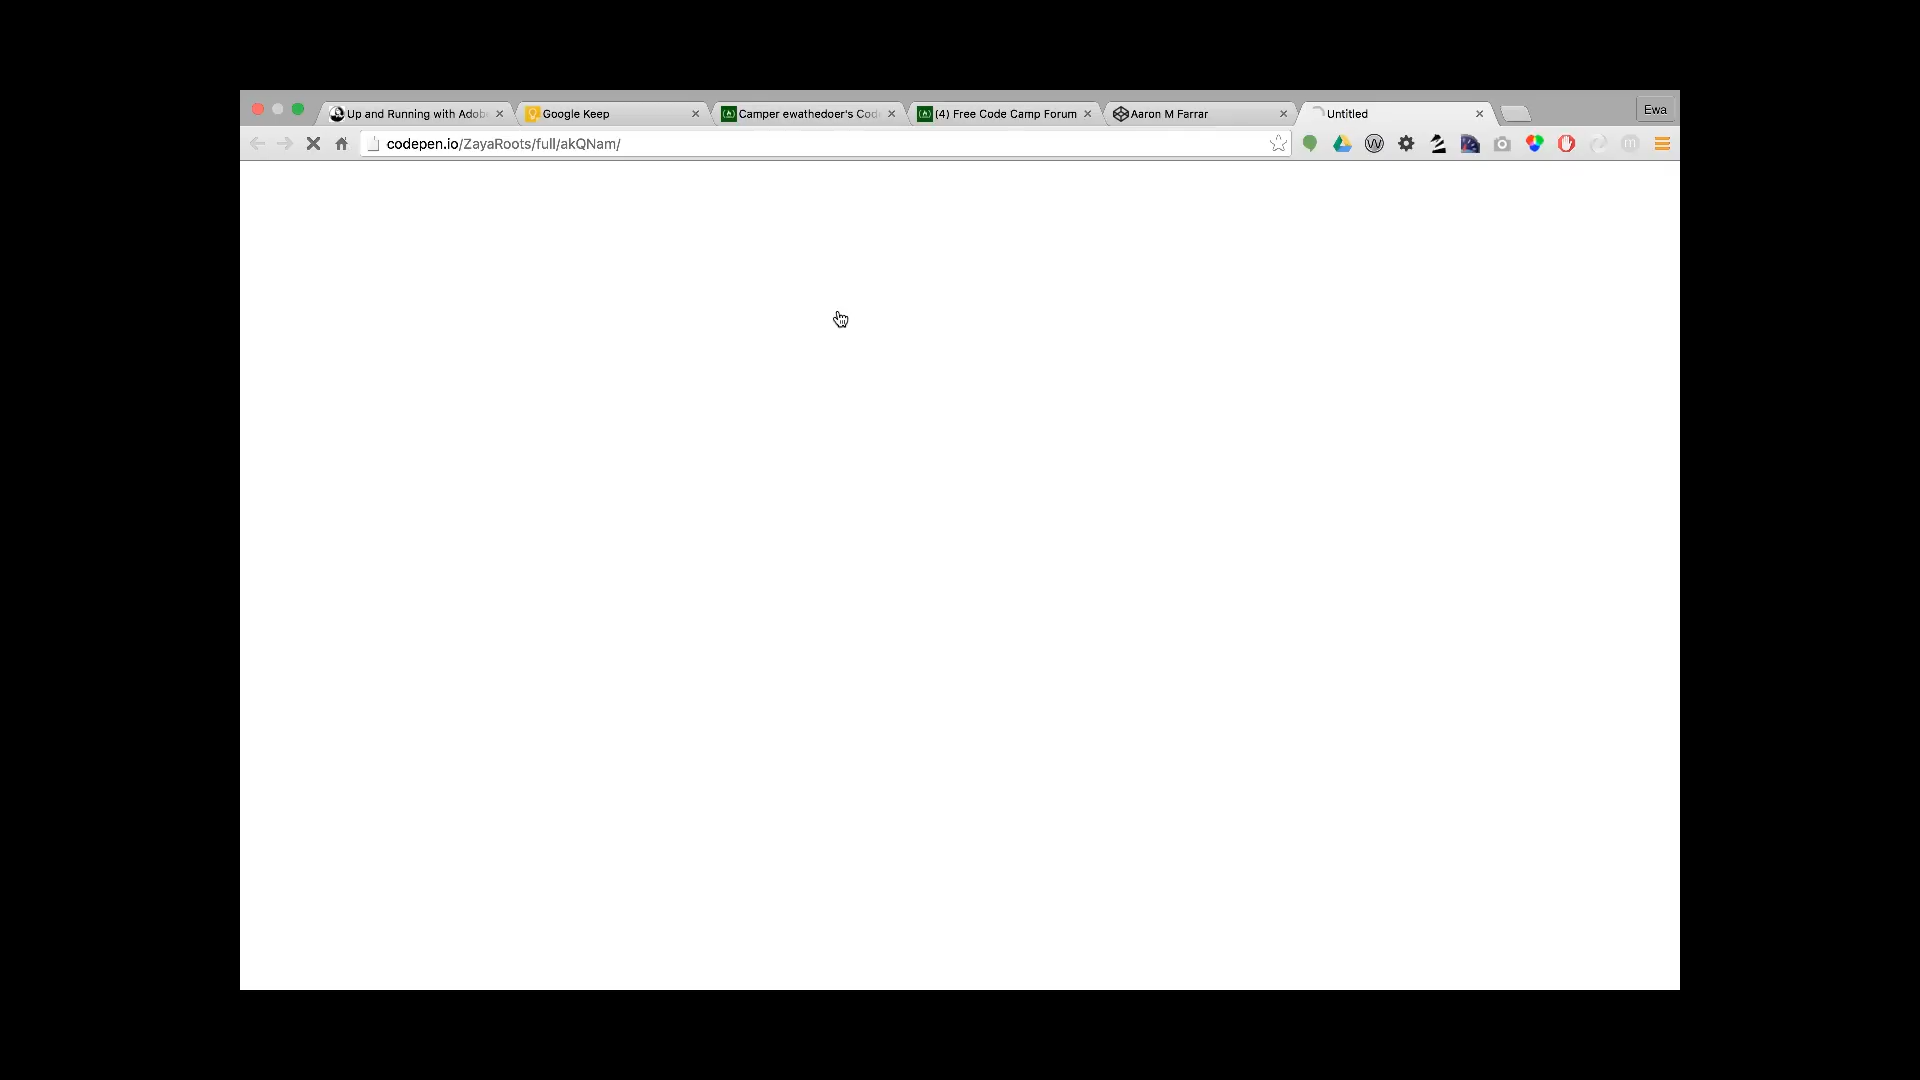 Up and Running with Adob
Google Keep
Camper ewathedoer's Cod
(4) Free Code Camp Forum
Aaron M Farrar
Untitled
Ewa
codepen.io/ZayaRoots/full/akQNam/